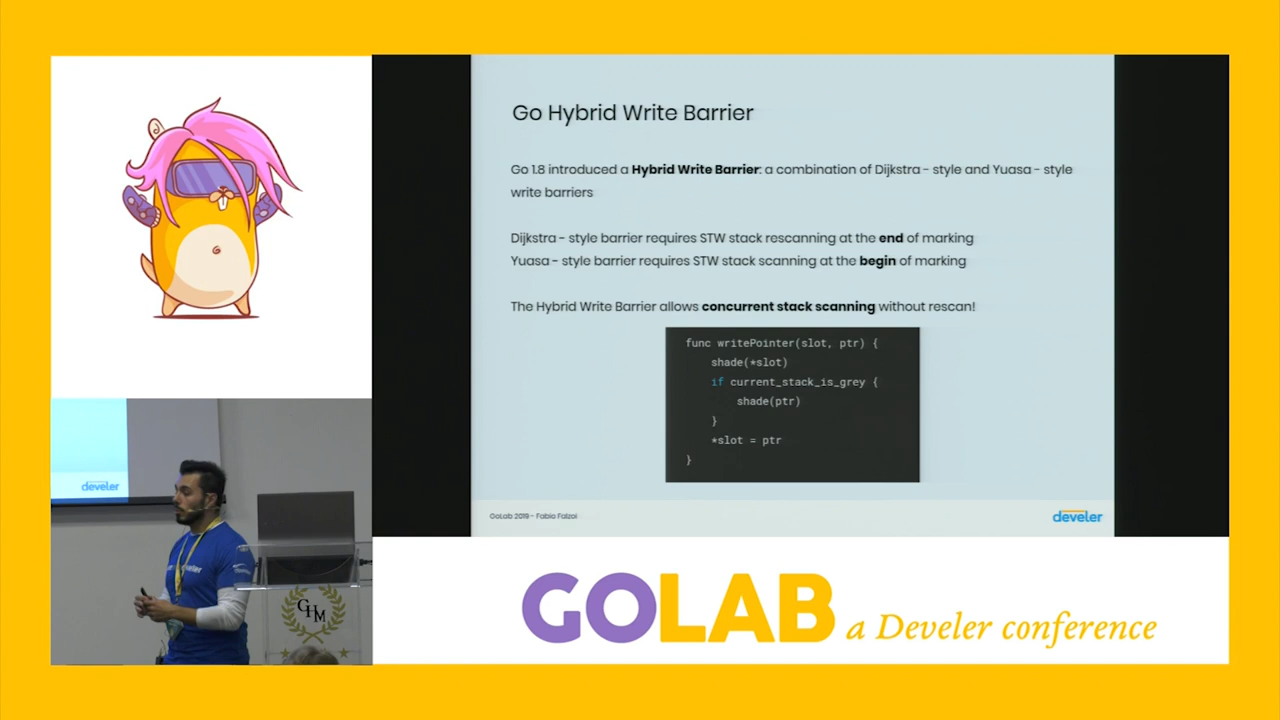 Go Hybrid Write Barrier
Go 1.8 introduced a Hybrid Write Barrier: a combination of Dijkstra - style and Yuasa - style
write barriers
Dijkstra - style barrier requires STW stack rescanning at the end of marking
Yuasa - style barrier requires STW stack scanning at the begin of marking
The Hybrid Write Barrier allows concurrent stack scanning without rescan!
func writePointer(slot, ptr) {
shade(*slot)
if current_stack_is_grey {
shade(ptr)
}
*slot = ptr
}
GoLab 2019 - Fabio Falzoi
develer
develer
GHM
GOLAB a Develer conference